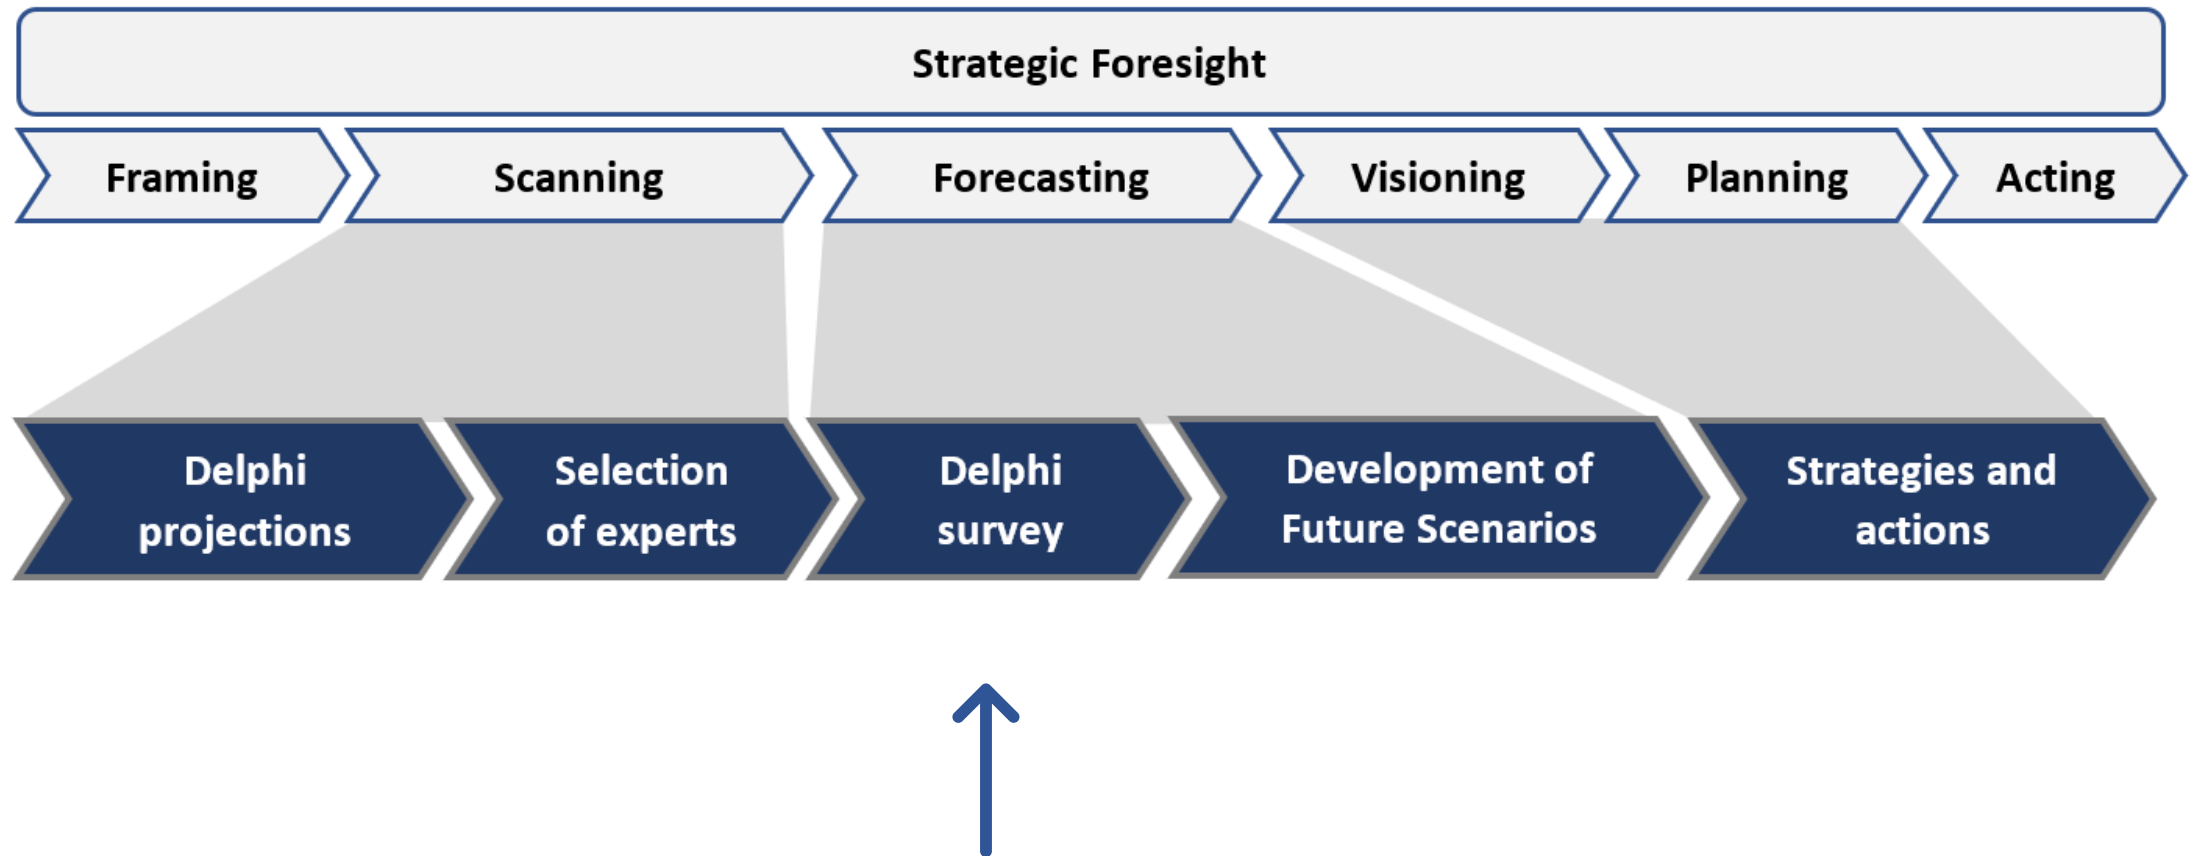 Strategic Foresight
Framing
Scanning
Forecasting
Visioning
Planning
Acting
Delphi
projections
Selection
of experts
Delphi
survey
Development of
Future Scenarios
Strategies and
actions